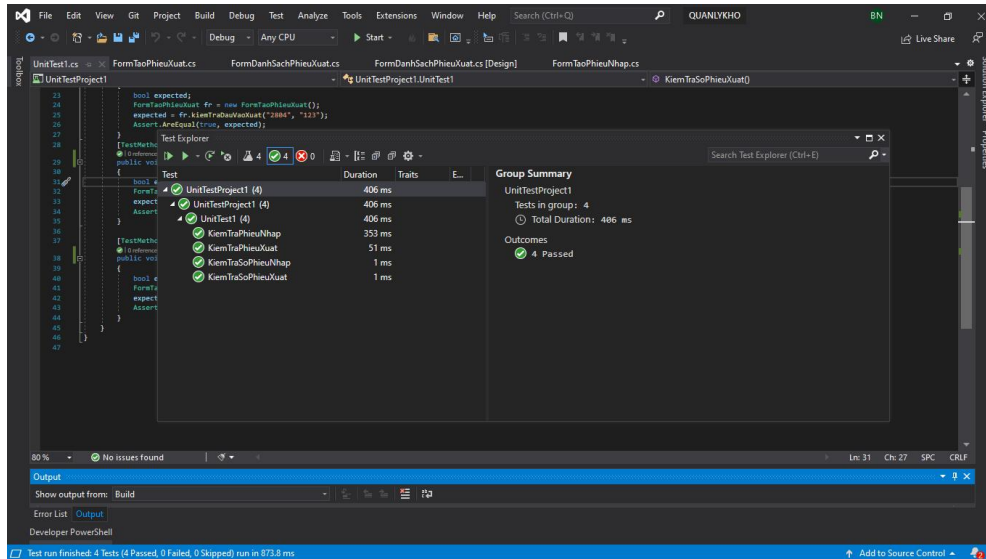 File Edit View Git Project Build Debug Test Analyze Tools Extensions Window Help Search (Ctrl+Q) QUANLYKHO BN
Debug Any CPU Start Live Share
Toolbox
UnitTest1.cs FormTaoPhieuXuat.cs FormDanhSachPhieuXuat.cs FormDanhSachPhieuXuat.cs [Design] FormTaoPhieuNhap.cs
UnitTestProject1 UnitTestProject1.UnitTest1 KiemTraSoPhieuXuat()
23 bool expected;
24 FormTaoPhieuXuat fr = new FormTaoPhieuXuat();
25 expected = fr.kiemTraDauVaoXuat("2804", "123");
26 Assert.AreEqual(true, expected);
27 }
28 [TestMetho
0 referenc
29 public voi
30 {
31 bool e
32 FormTa
33 expect
34 Assert
35 }
36
37 [TestMetho
0 referenc
38 public voi
39 {
40 bool e
41 FormTa
42 expect
43 Assert
44 }
45 }
46 }
47
Test Explorer
4 4 0 Search Test Explorer (Ctrl+E)
Test Duration Traits E...
UnitTestProject1 (4) 406 ms
UnitTestProject1 (4) 406 ms
UnitTest1 (4) 406 ms
KiemTraPhieuNhap 353 ms
KiemTraPhieuXuat 51 ms
KiemTraSoPhieuNhap 1 ms
KiemTraSoPhieuXuat 1 ms
Group Summary
UnitTestProject1
Tests in group: 4
Total Duration: 406 ms
Outcomes
4 Passed
Solution Explorer
Properties
80 % No issues found Ln: 31 Ch: 27 SPC CRLF
Output
Show output from: Build
Error List Output
Developer PowerShell
Test run finished: 4 Tests (4 Passed, 0 Failed, 0 Skipped) run in 873.8 ms Add to Source Control